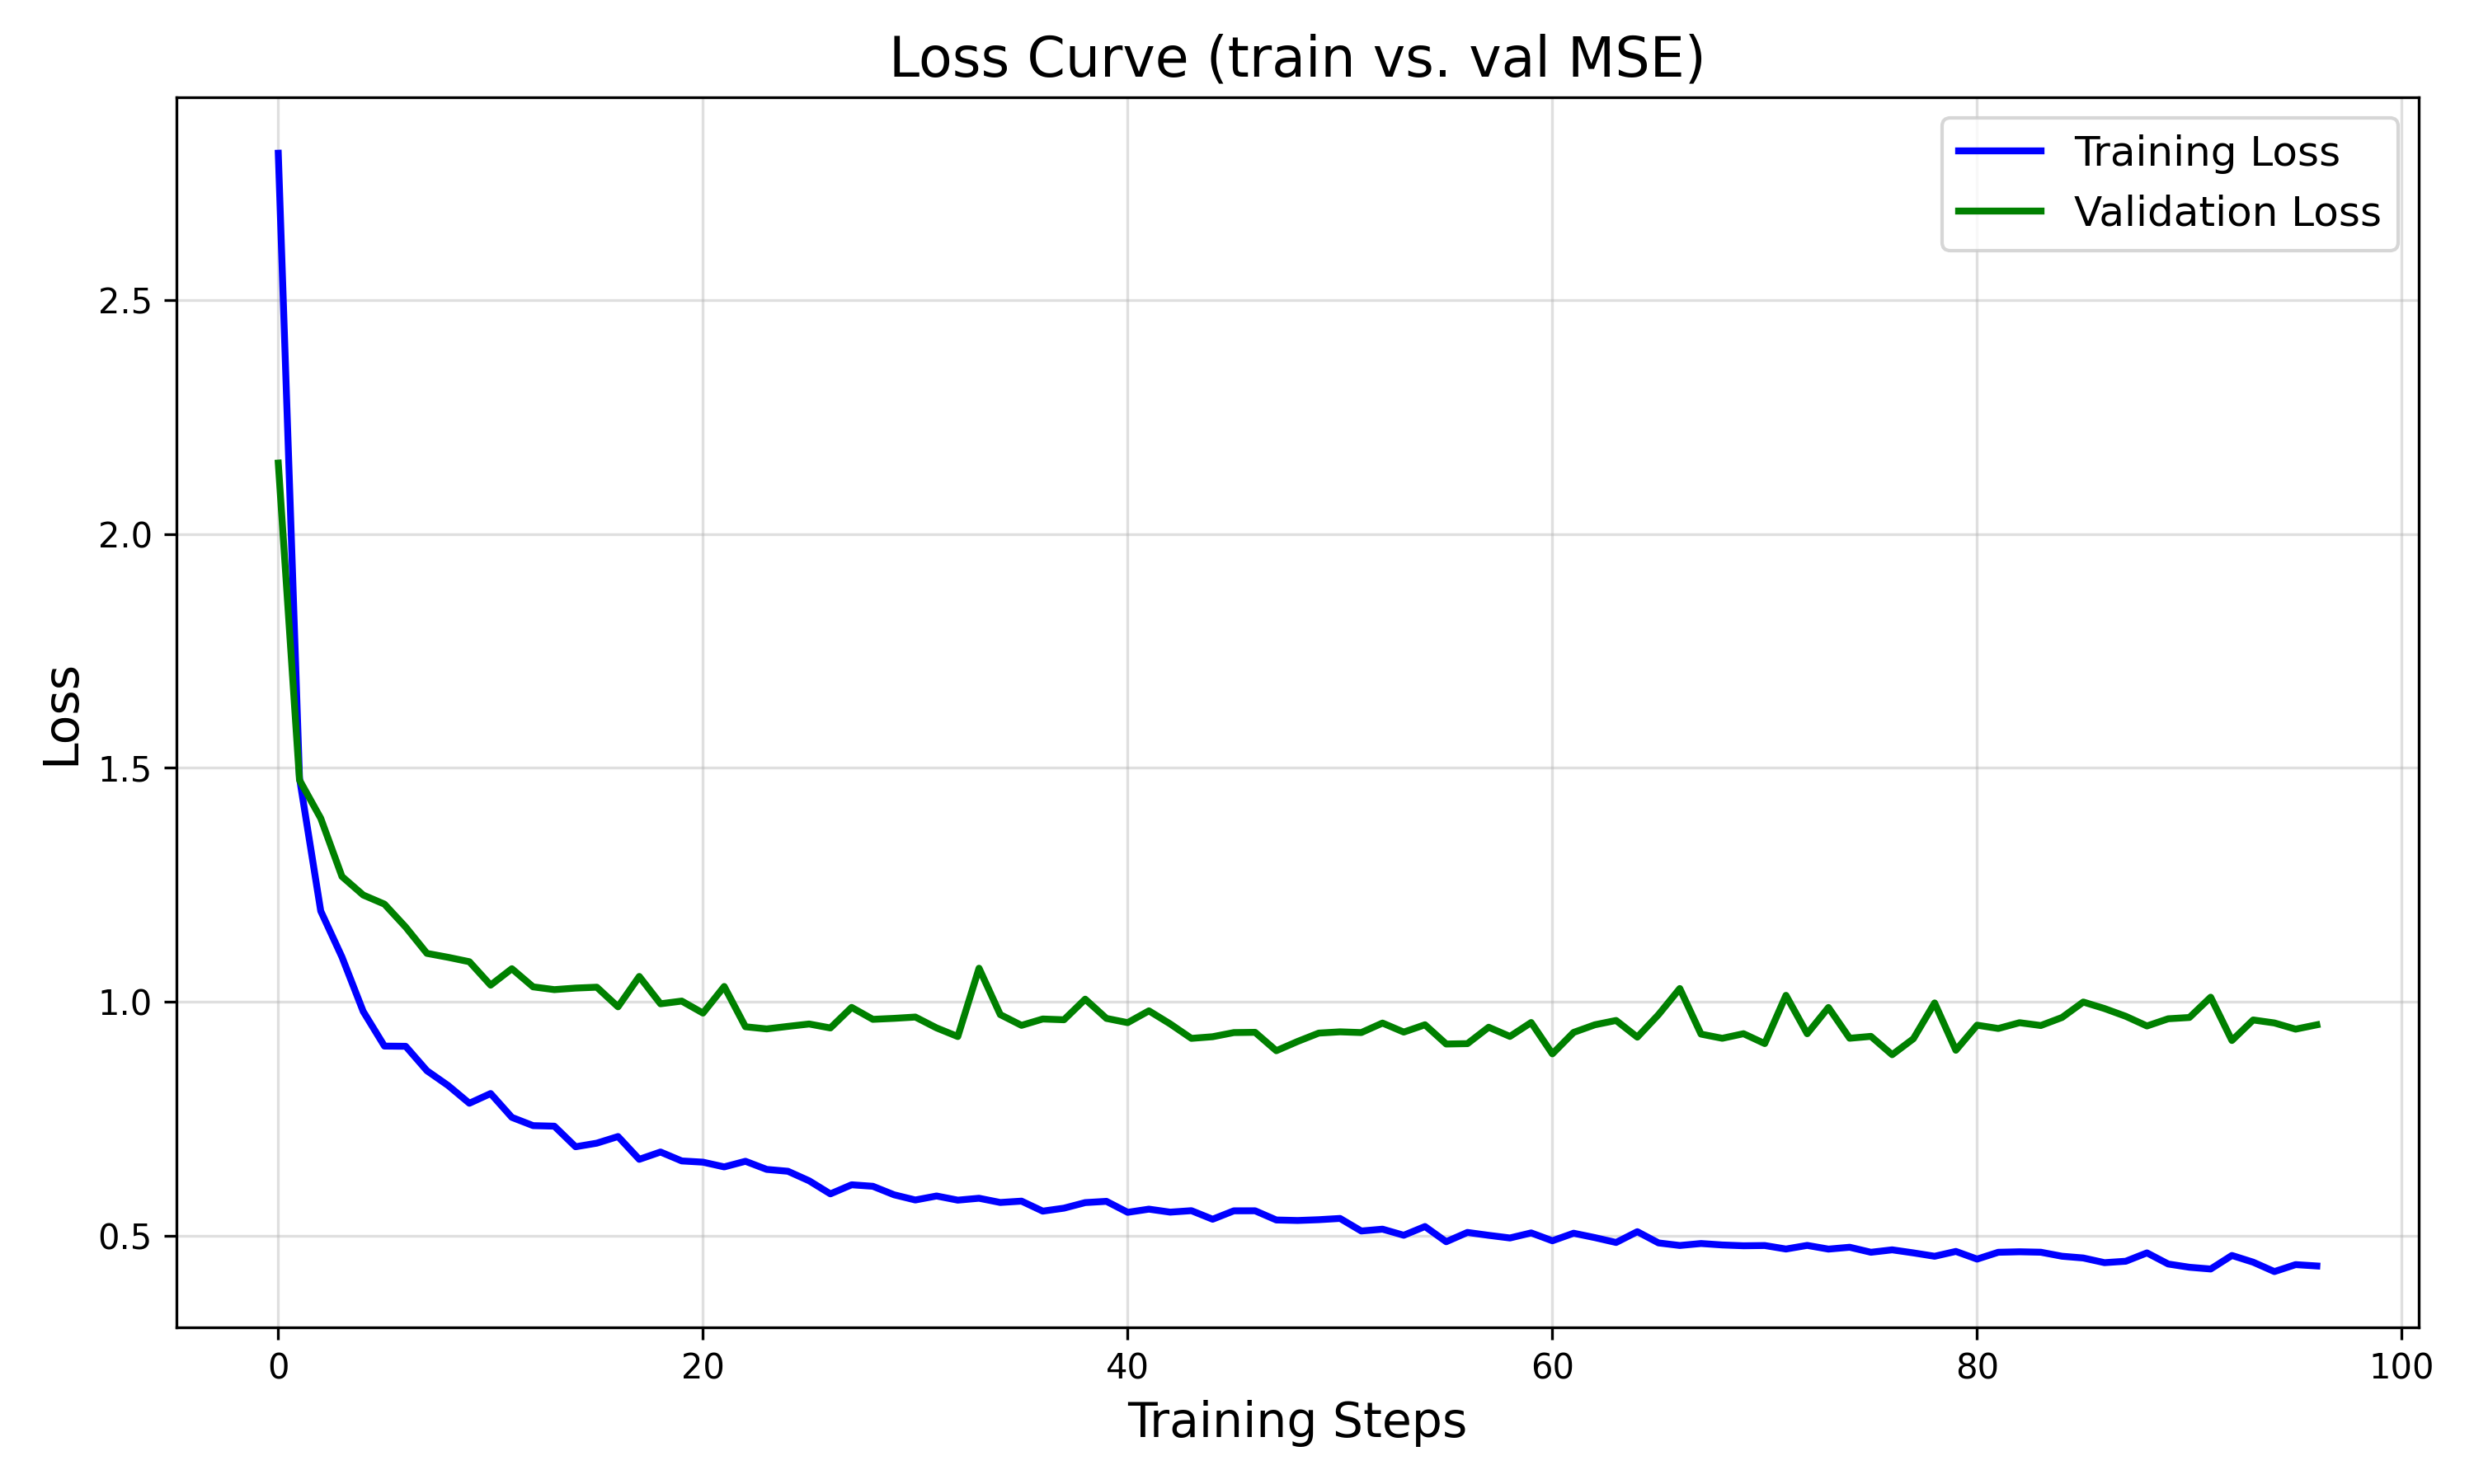 Loss Curve (train vs. val MSE)
Training Loss
Validation Loss
2.5
2.0
1.5
1.0
0.5
Loss
0 20 40 60 80 100
Training Steps